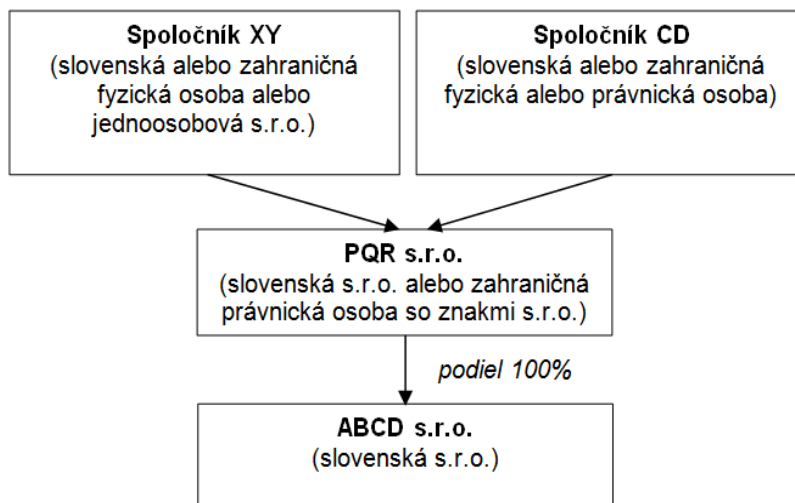 Spoločník XY
(slovenská alebo zahraničná
fyzická osoba alebo
jednoosobová s.r.o.)
Spoločník CD
(slovenská alebo zahraničná
fyzická alebo právnická osoba)
PQR s.r.o.
(slovenská s.r.o. alebo zahraničná
právnická osoba so znakmi s.r.o.)
podiel 100%
ABCD s.r.o.
(slovenská s.r.o.)